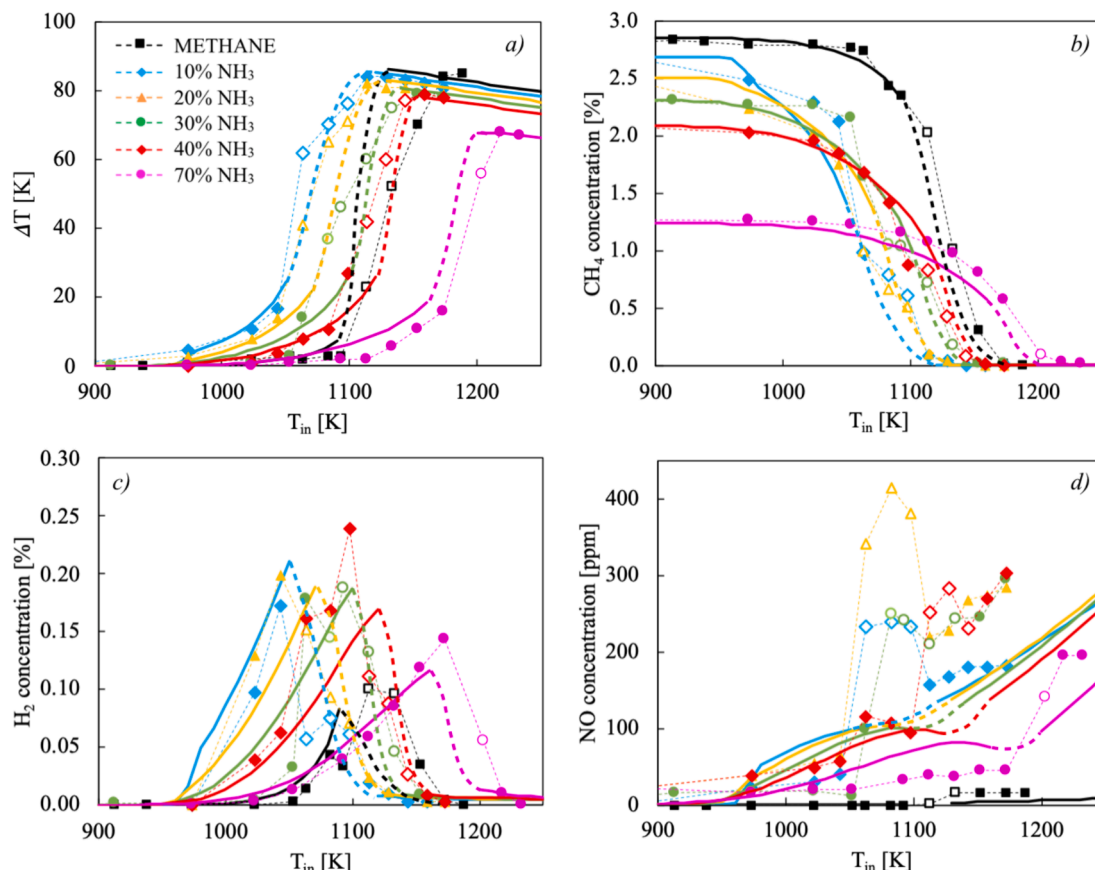 a)
100
80
60
40
20
0
ΔT [K]
METHANE
10% NH₃
20% NH₃
30% NH₃
40% NH₃
70% NH₃
900 1000 1100 1200
Tᵢₙ [K]
b)
3.0
2.5
2.0
1.5
1.0
0.5
0.0
CH₄ concentration [%]
900 1000 1100 1200
Tᵢₙ [K]
c)
0.30
0.25
0.20
0.15
0.10
0.05
0.00
H₂ concentration [%]
900 1000 1100 1200
Tᵢₙ [K]
d)
400
300
200
100
0
NO concentration [ppm]
900 1000 1100 1200
Tᵢₙ [K]